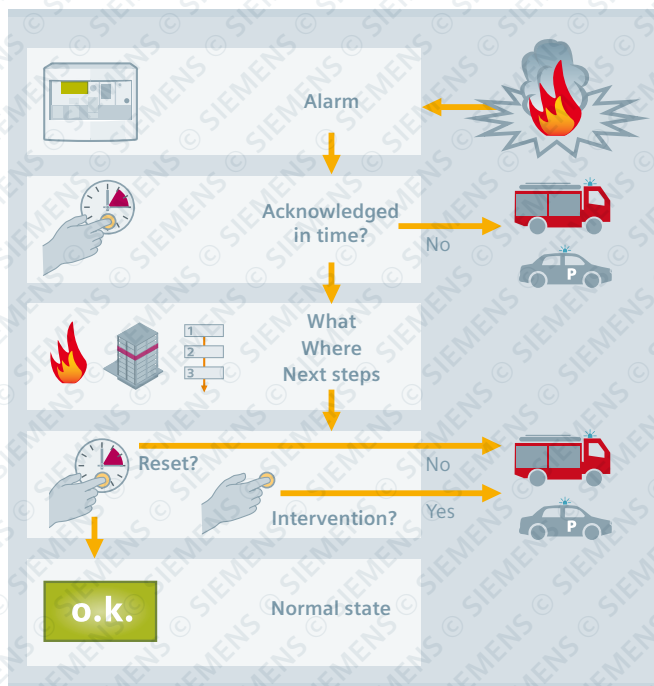 Alarm
Acknowledged
in time?
No
P
What
Where
Next steps
1
2
3
Reset?
No
Intervention?
Yes
P
o.k.
Normal state
© SIEMENS